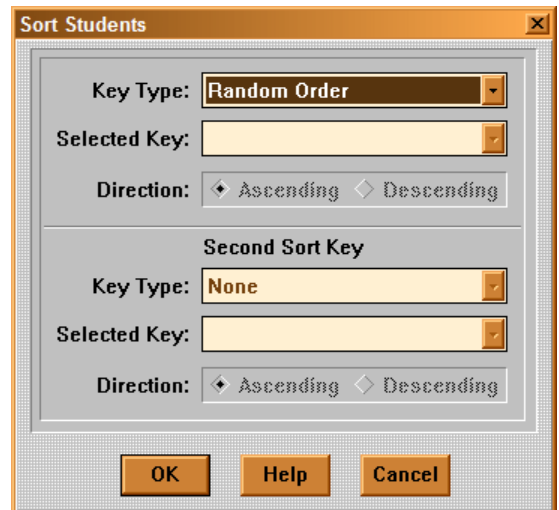 Sort Students
Key Type: Random Order
Selected Key:
Direction: Ascending Descending
Second Sort Key
Key Type: None
Selected Key:
Direction: Ascending Descending
OK Help Cancel